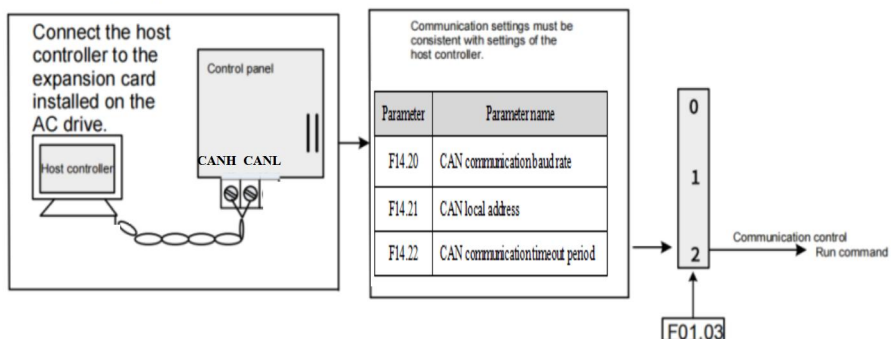 Connect the host
controller to the
expansion card
installed on the
AC drive.
Control panel
CANH CANL
Host controller
Communication settings must be
consistent with settings of the
host controller.
Parameter Parameter name
F14.20 CAN communication baud rate
F14.21 CAN local address
F14.22 CAN communication timeout period
0
1
2
Communication control
Run command
F01.03